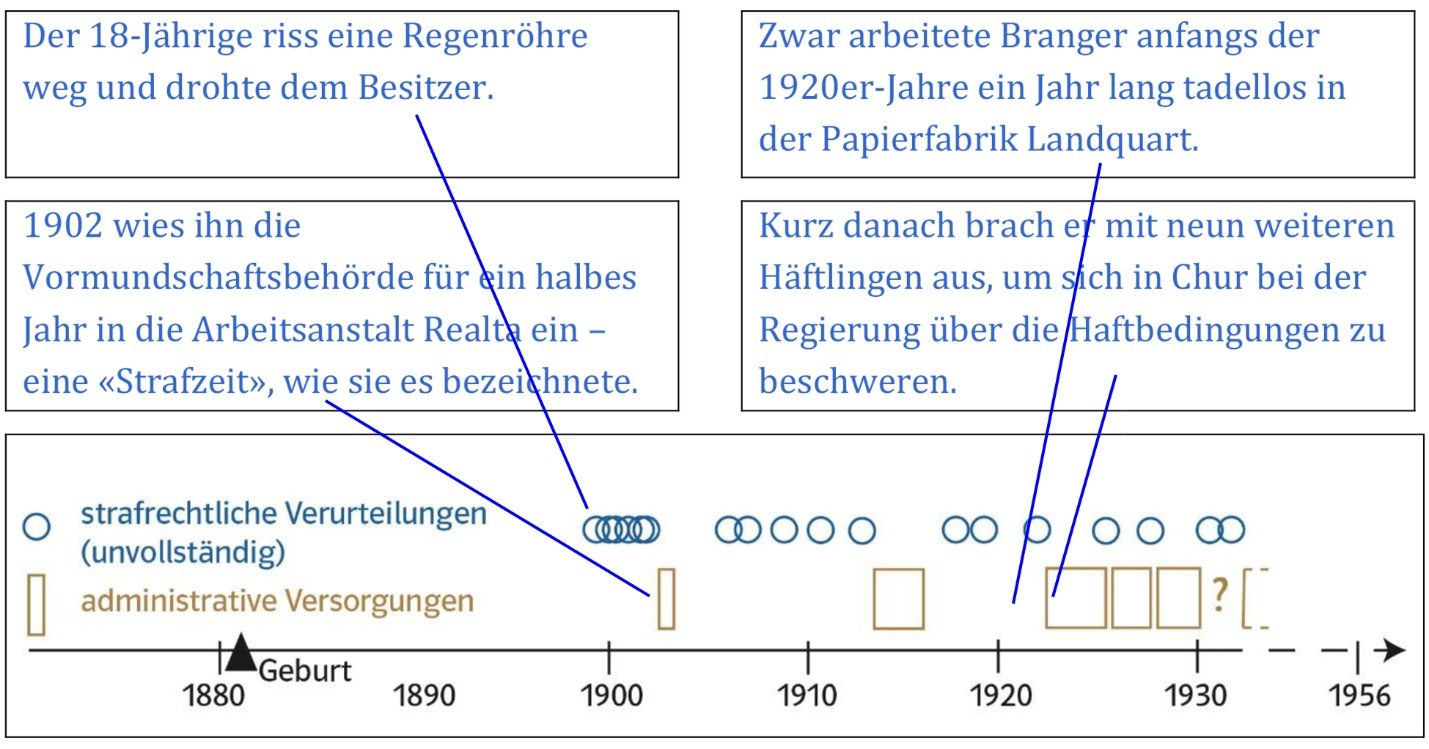 Der 18-Jährige riss eine Regenröhre
weg und drohte dem Besitzer.
Zwar arbeitete Branger anfangs der
1920er-Jahre ein Jahr lang tadellos in
der Papierfabrik Landquart.
1902 wies ihn die
Vormundschaftsbehörde für ein halbes
Jahr in die Arbeitsanstalt Realta ein –
eine «Strafzeit», wie sie es bezeichnete.
Kurz danach brach er mit neun weiteren
Häftlingen aus, um sich in Chur bei der
Regierung über die Haftbedingungen zu
beschweren.
strafrechtliche Verurteilungen
(unvollständig)
administrative Versorgungen
?
Geburt
1880 1890 1900 1910 1920 1930 1956